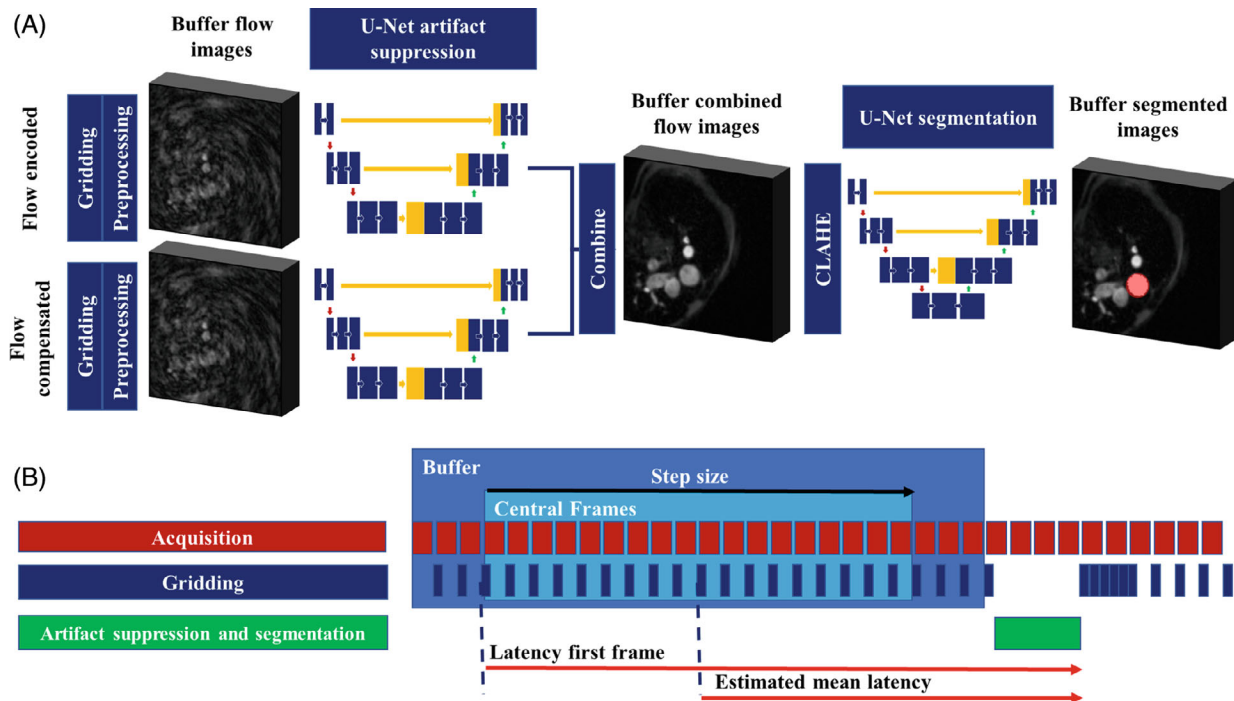 (A)
Buffer flow
images
U-Net artifact
suppression
Flow encoded
Gridding
Preprocessing
Flow
compensated
Gridding
Preprocessing
Combine
Buffer combined
flow images
CLAHE
U-Net segmentation
Buffer segmented
images
(B)
Buffer
Step size
Central Frames
Acquisition
Gridding
Artifact suppression and segmentation
Latency first frame
Estimated mean latency